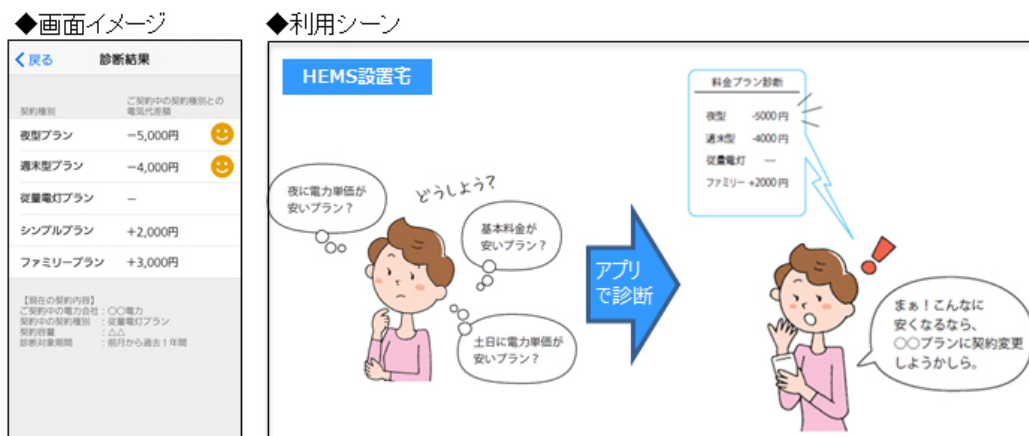 ◆画面イメージ
戻る
診断結果
契約種別
ご契約中の契約種別との
電気代差額
夜型プラン －5,000円
週末型プラン －4,000円
従量電灯プラン －
シンプルプラン ＋2,000円
ファミリープラン ＋3,000円
【現在の契約内容】
ご契約中の電力会社：〇〇電力
契約中の契約種別：従量電灯プラン
契約容量：△△
診断対象期間：前月から過去１年間
◆利用シーン
HEMS設置宅
夜に電力単価が
安いプラン？
どうしよう？
基本料金が
安いプラン？
土日に電力単価が
安いプラン？
アプリ
で診断
料金プラン診断
夜型 -5000円
週末型 -4000円
従量電灯 ―
ファミリー +2000円
まぁ！こんなに
安くなるなら、
〇〇プランに契約変更
しようかしら。